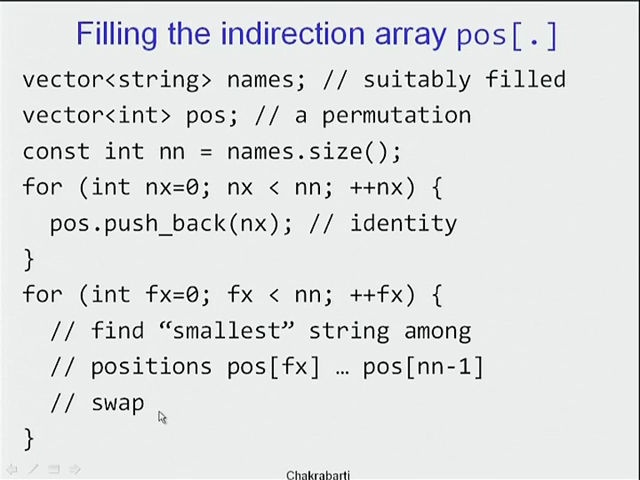 Filling the indirection array pos[.]
vector<string> names; // suitably filled
vector<int> pos; // a permutation
const int nn = names.size();
for (int nx=0; nx < nn; ++nx) {
pos.push_back(nx); // identity
}
for (int fx=0; fx < nn; ++fx) {
// find “smallest” string among
// positions pos[fx] … pos[nn-1]
// swap
}
Chakrabarti